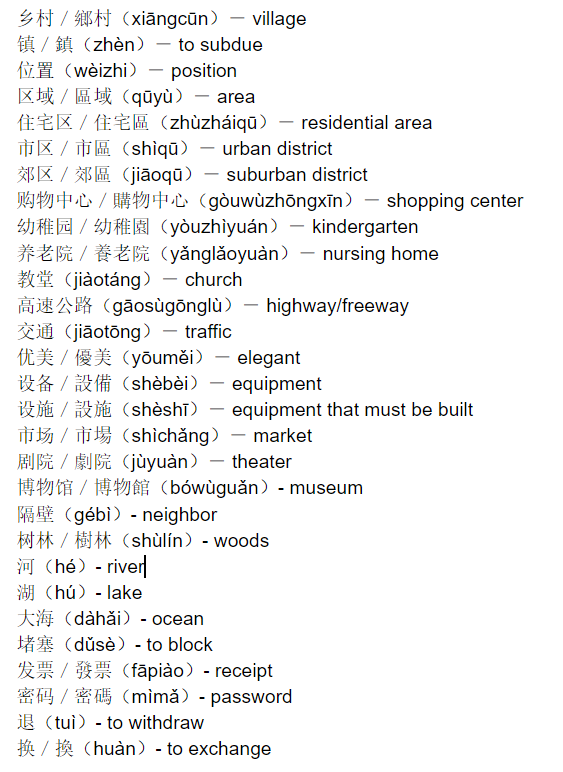 乡村 / 鄉村（xiāngcūn）－ village
镇 / 鎮（zhèn）－ to subdue
位置（wèizhi）－ position
区域 / 區域（qūyù）－ area
住宅区 / 住宅區（zhùzháiqū）－ residential area
市区 / 市區（shìqū）－ urban district
郊区 / 郊區（jiāoqū）－ suburban district
购物中心 / 購物中心（gòuwùzhōngxīn）－ shopping center
幼稚园 / 幼稚園（yòuzhìyuán）－ kindergarten
养老院 / 養老院（yǎnglǎoyuàn）－ nursing home
教堂（jiàotáng）－ church
高速公路（gāosùgōnglù）－ highway/freeway
交通（jiāotōng）－ traffic
优美 / 優美（yōuměi）－ elegant
设备 / 設備（shèbèi）－ equipment
设施 / 設施（shèshī）－ equipment that must be built
市场 / 市場（shìchǎng）－ market
剧院 / 劇院（jùyuàn）－ theater
博物馆 / 博物館（bówùguǎn）- museum
隔壁（gébì）- neighbor
树林 / 樹林（shùlín）- woods
河（hé）- river
湖（hú）- lake
大海（dàhǎi）- ocean
堵塞（dǔsè）- to block
发票 / 發票（fāpiào）- receipt
密码 / 密碼（mìmǎ）- password
退（tuì）- to withdraw
换 / 換（huàn）- to exchange